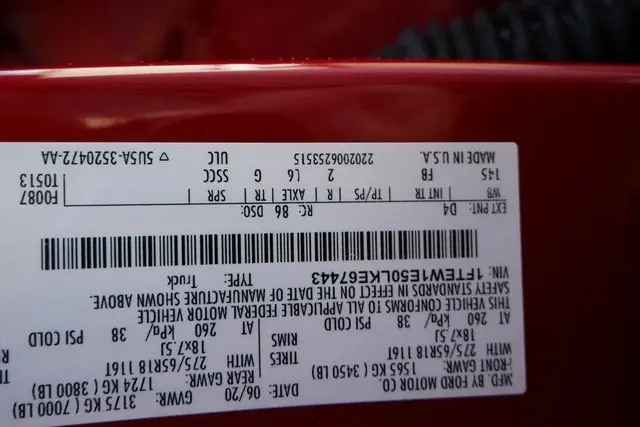 MFD. BY FORD MOTOR CO.
DATE: 06/20 GVWR: 3175 KG ( 7000 LB)
FRONT GAWR: REAR GAWR:
1565 KG ( 3450 LB) 1724 KG ( 3800 LB)
275/65R18 116T TIRES 275/65R18 116T
18x7.5J RIMS 18x7.5J
AT 260 kPa/ 38 PSI COLD AT 260 kPa/ 38 PSI COLD
THIS VEHICLE CONFORMS TO ALL APPLICABLE FEDERAL MOTOR VEHICLE
SAFETY STANDARDS IN EFFECT ON THE DATE OF MANUFACTURE SHOWN ABOVE.
VIN: 1FTEW1E50LKE67443 TYPE: Truck
EXT PNT: D4 RC: 86 DSO: F0087
WB INT TR TP/PS R AXLE TR SPR T0513
145 FB 2 L6 G SSCC
MADE IN U.S.A. 2202006253515 ULC ▽ 5U5A-3520472-AA